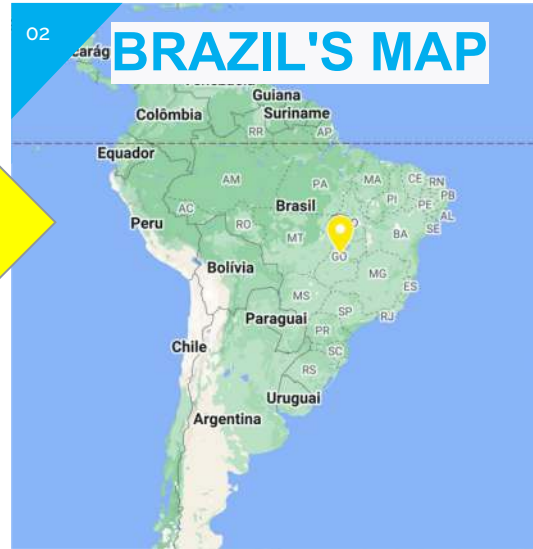 02
BRAZIL'S MAP
Guiana
Suriname
Colômbia
RR
AP
Equador
AM
PA
MA
CE
RN
PB
PI
PE
AL
SE
AC
Brasil
Peru
RO
MT
BA
GO
Bolívia
MG
ES
MS
SP
RJ
Paraguai
PR
SC
Chile
RS
Uruguai
Argentina